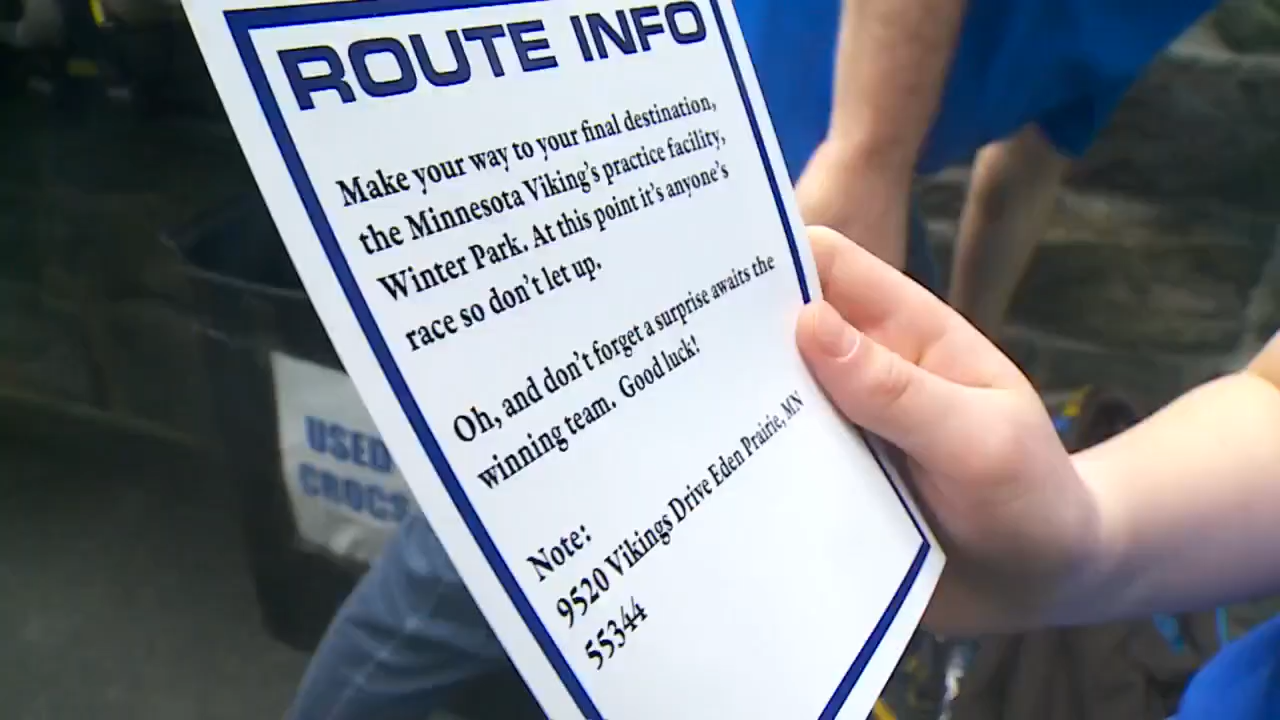 ROUTE INFO
Make your way to your final destination,
the Minnesota Viking's practice facility,
Winter Park. At this point it's anyone's
race so don't let up.
Oh, and don't forget a surprise awaits the
winning team. Good luck!
Note:
9520 Vikings Drive Eden Prairie, MN
55344
USED
CROCS